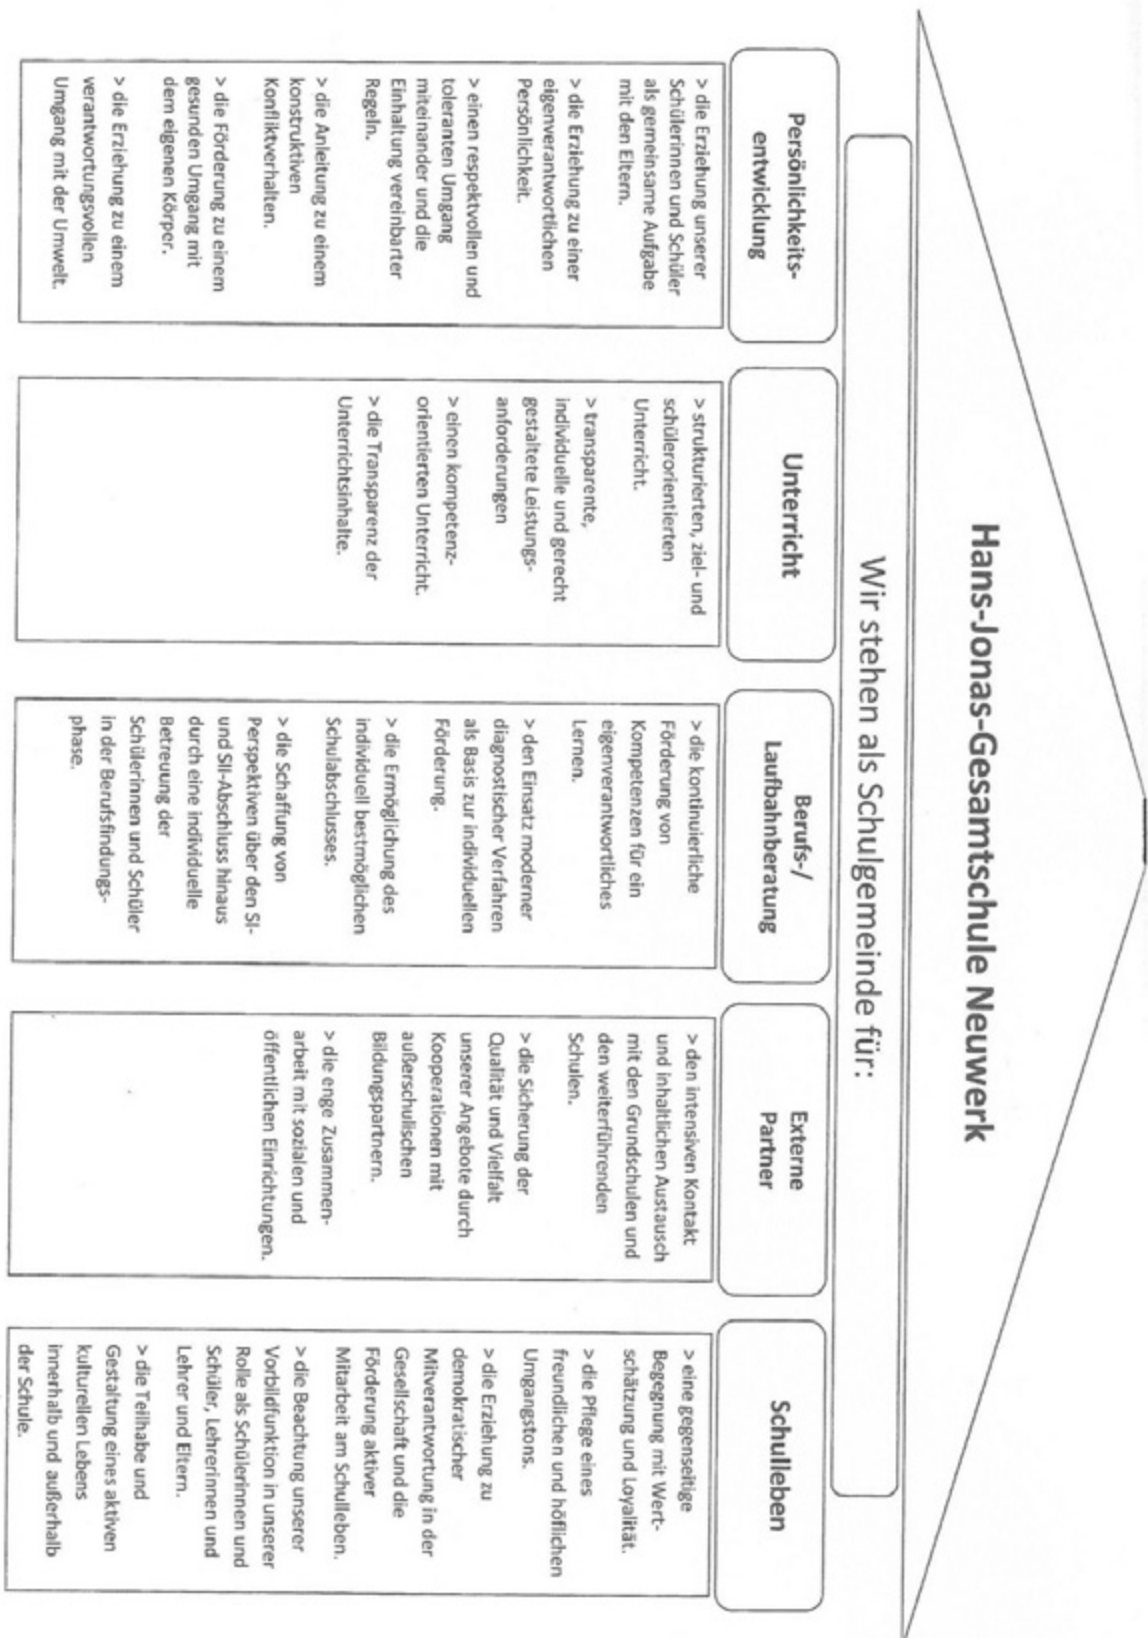 Hans-Jonas-Gesamtschule Neuwerk
Wir stehen als Schulgemeinde für:
Persönlichkeits-
entwicklung
> die Erziehung unserer
Schülerinnen und Schüler
als gemeinsame Aufgabe
mit den Eltern.
> die Erziehung zu einer
eigenverantwortlichen
Persönlichkeit.
> einen respektvollen und
toleranten Umgang
miteinander und die
Einhaltung vereinbarter
Regeln.
> die Anleitung zu einem
konstruktiven
Konfliktverhalten.
> die Förderung zu einem
gesunden Umgang mit
dem eigenen Körper.
> die Erziehung zu einem
verantwortungsvollen
Umgang mit der Umwelt.
Unterricht
> strukturierten, ziel- und
schülerorientierten
Unterricht.
> transparente,
individuelle und gerecht
gestaltete Leistungs-
anforderungen
> einen kompetenz-
orientierten Unterricht.
> die Transparenz der
Unterrichtsinhalte.
Berufs-/
Laufbahnberatung
> die kontinuierliche
Förderung von
Kompetenzen für ein
eigenverantwortliches
Lernen.
> den Einsatz moderner
diagnostischer Verfahren
als Basis zur individuellen
Förderung.
> die Ermöglichung des
individuell bestmöglichen
Schulabschlusses.
> die Schaffung von
Perspektiven über den SI-
und SII-Abschluss hinaus
durch eine individuelle
Betreuung der
Schülerinnen und Schüler
in der Berufsfindungs-
phase.
Externe
Partner
> den intensiven Kontakt
und inhaltlichen Austausch
mit den Grundschulen und
den weiterführenden
Schulen.
> die Sicherung der
Qualität und Vielfalt
unserer Angebote durch
Kooperationen mit
außerschulischen
Bildungspartnern.
> die enge Zusammen-
arbeit mit sozialen und
öffentlichen Einrichtungen.
Schulleben
> eine gegenseitige
Begegnung mit Wert-
schätzung und Loyalität.
> die Pflege eines
freundlichen und höflichen
Umgangstons.
> die Erziehung zu
demokratischer
Mitverantwortung in der
Gesellschaft und die
Förderung aktiver
Mitarbeit am Schulleben.
> die Beachtung unserer
Vorbildfunktion in unserer
Rolle als Schülerinnen und
Schüler, Lehrerinnen und
Lehrer und Eltern.
> die Teilhabe und
Gestaltung eines aktiven
kulturellen Lebens
innerhalb und außerhalb
der Schule.